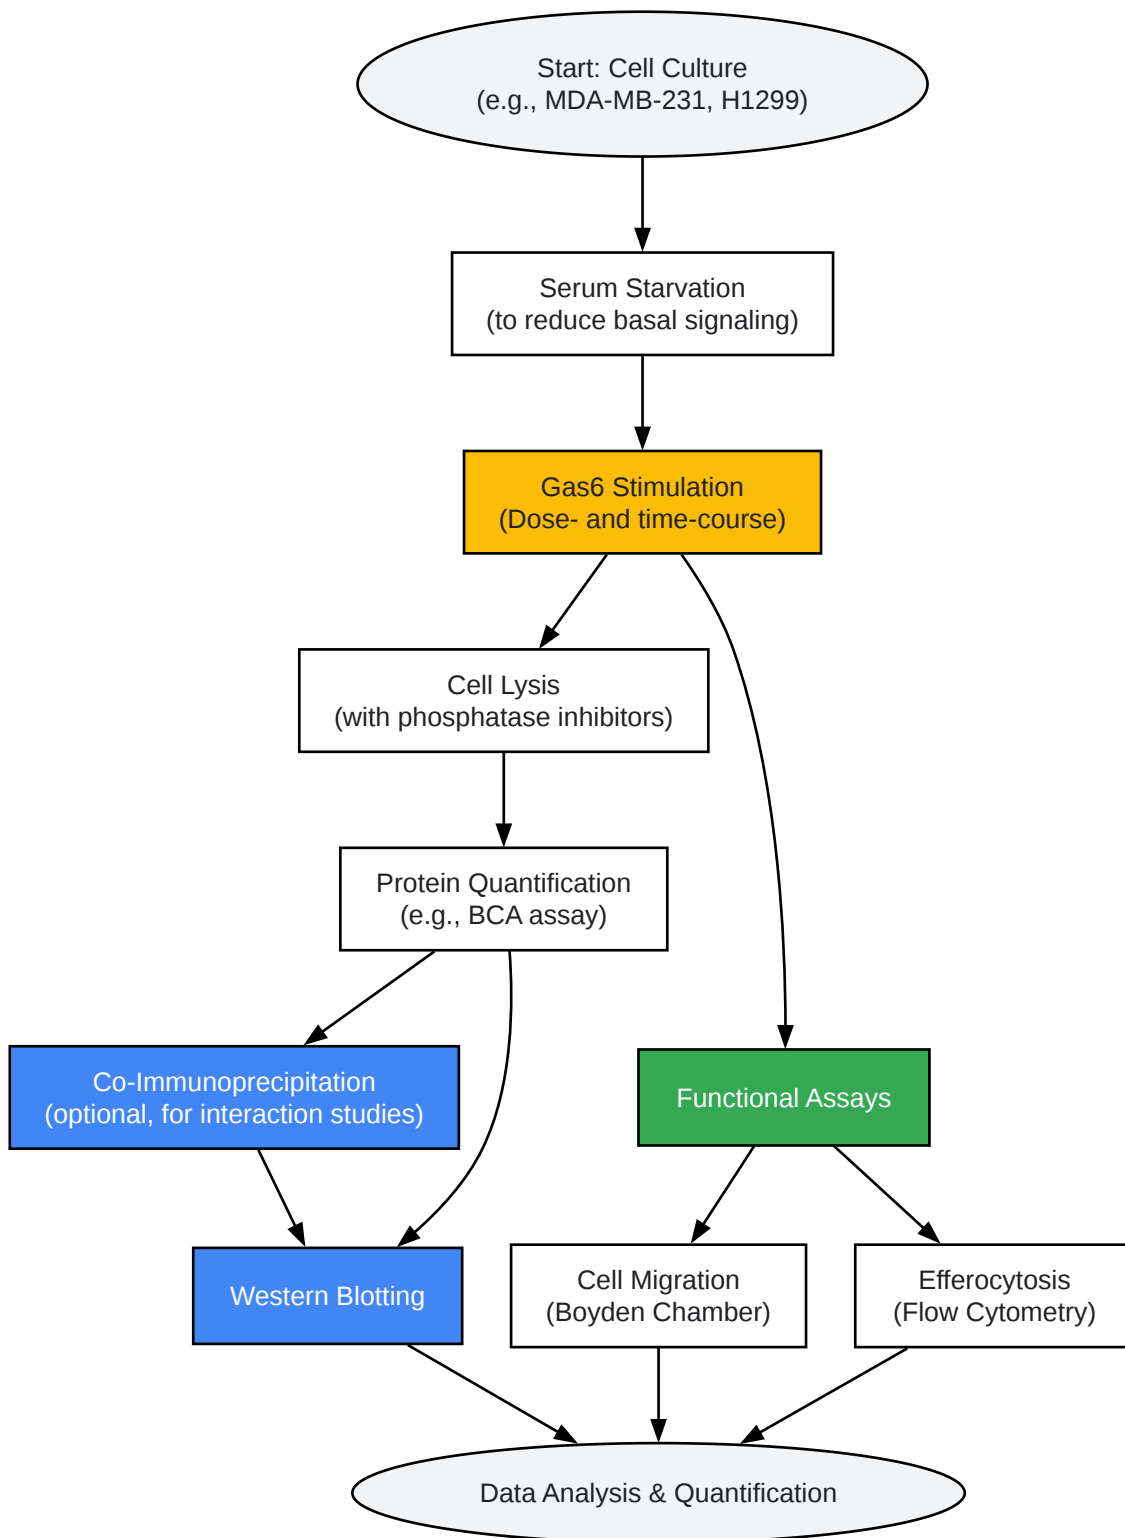 Start: Cell Culture
(e.g., MDA-MB-231, H1299)
Serum Starvation
(to reduce basal signaling)
Gas6 Stimulation
(Dose- and time-course)
Cell Lysis
(with phosphatase inhibitors)
Protein Quantification
(e.g., BCA assay)
Co-Immunoprecipitation
(optional, for interaction studies)
Functional Assays
Western Blotting
Cell Migration
(Boyden Chamber)
Efferocytosis
(Flow Cytometry)
Data Analysis & Quantification